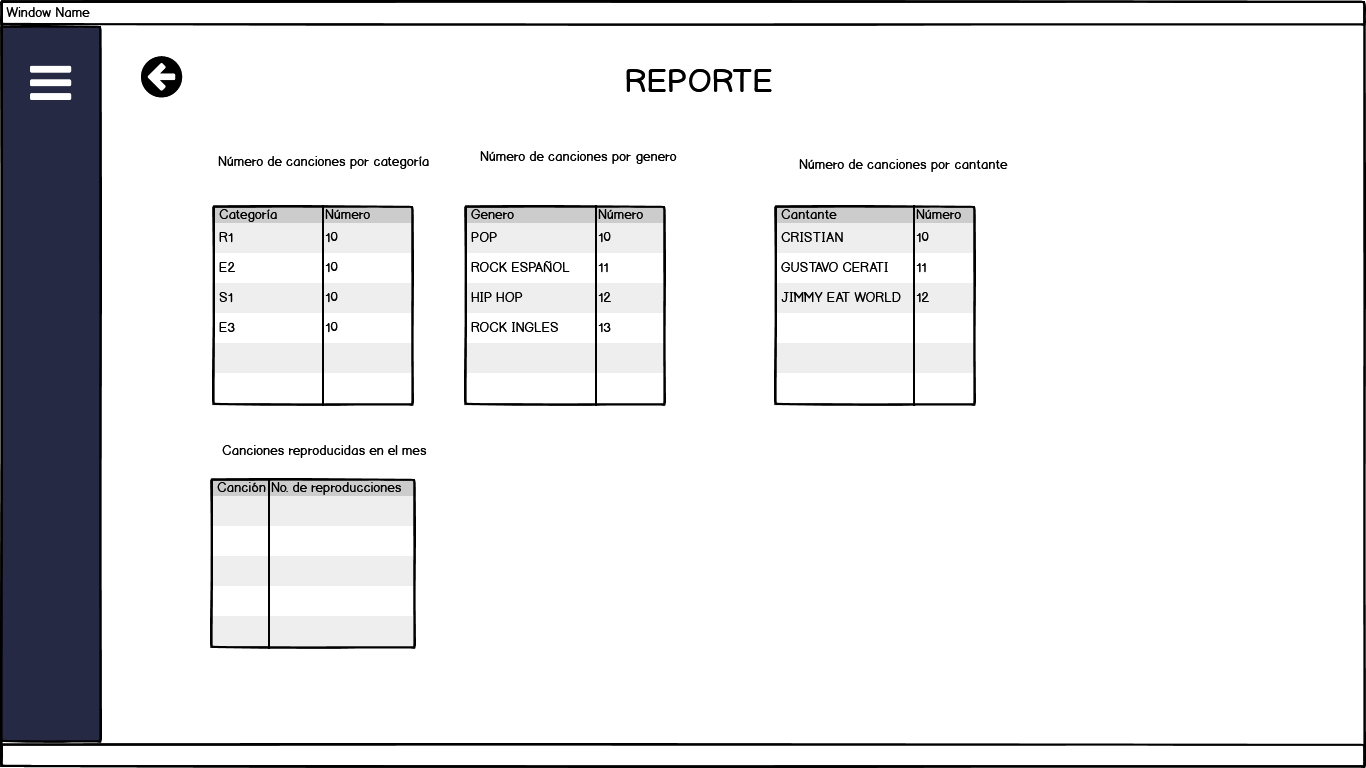 Window Name
REPORTE
Número de canciones por categoría
Categoría Número
R1 10
E2 10
S1 10
E3 10
Número de canciones por genero
Genero Número
POP 10
ROCK ESPAÑOL 11
HIP HOP 12
ROCK INGLES 13
Número de canciones por cantante
Cantante Número
CRISTIAN 10
GUSTAVO CERATI 11
JIMMY EAT WORLD 12
Canciones reproducidas en el mes
Canción No. de reproducciones